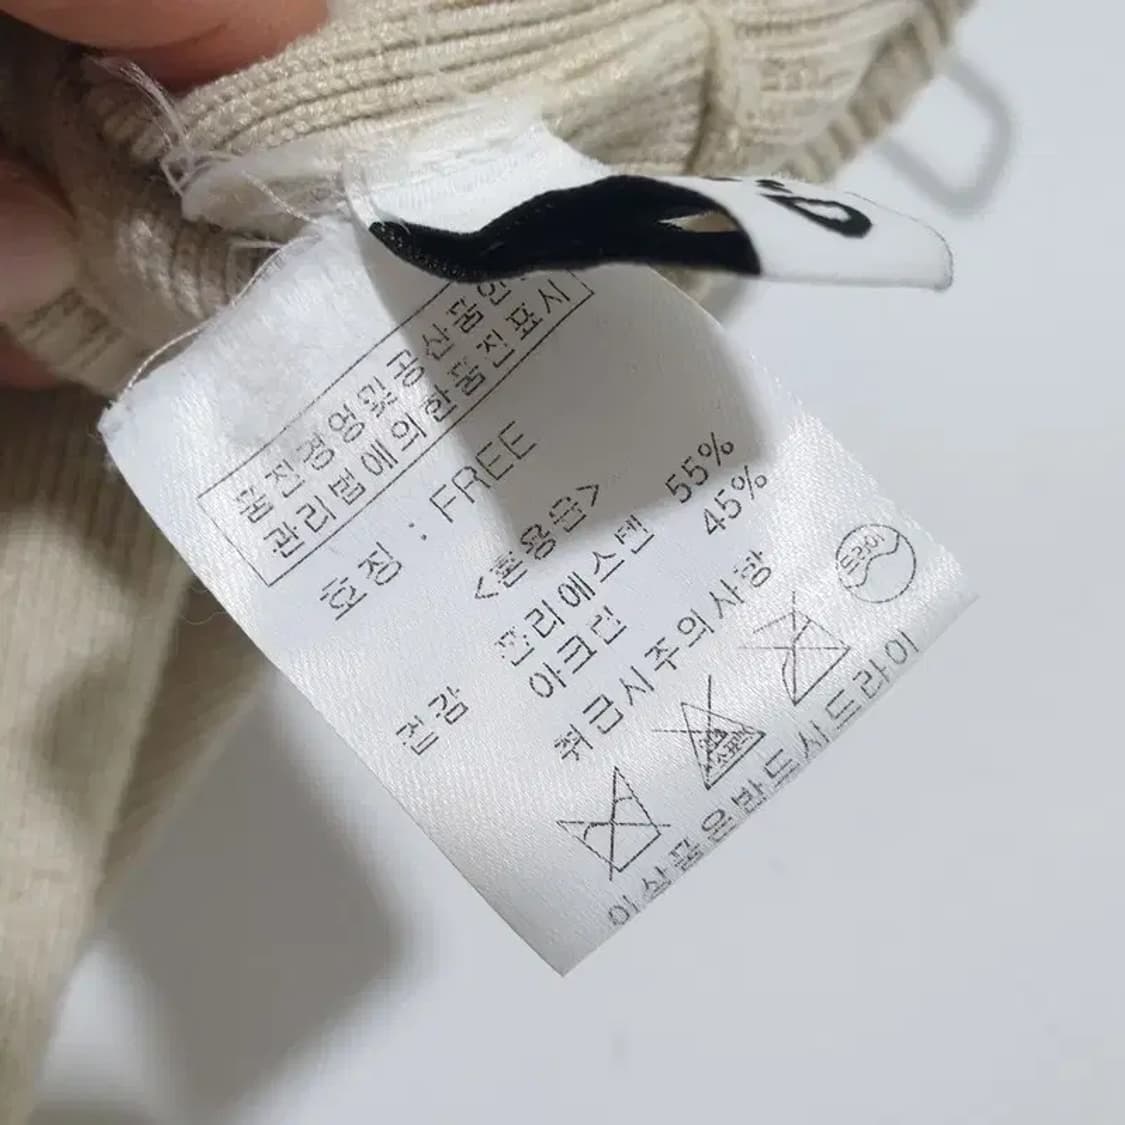 품질경영및공산품안
관리법에의한품질표시
호칭 : FREE
<혼용율>
폴리에스텔 55%
아크릴 45%
겉감
취급시주의사항
드라이
이상품은반드시드라이